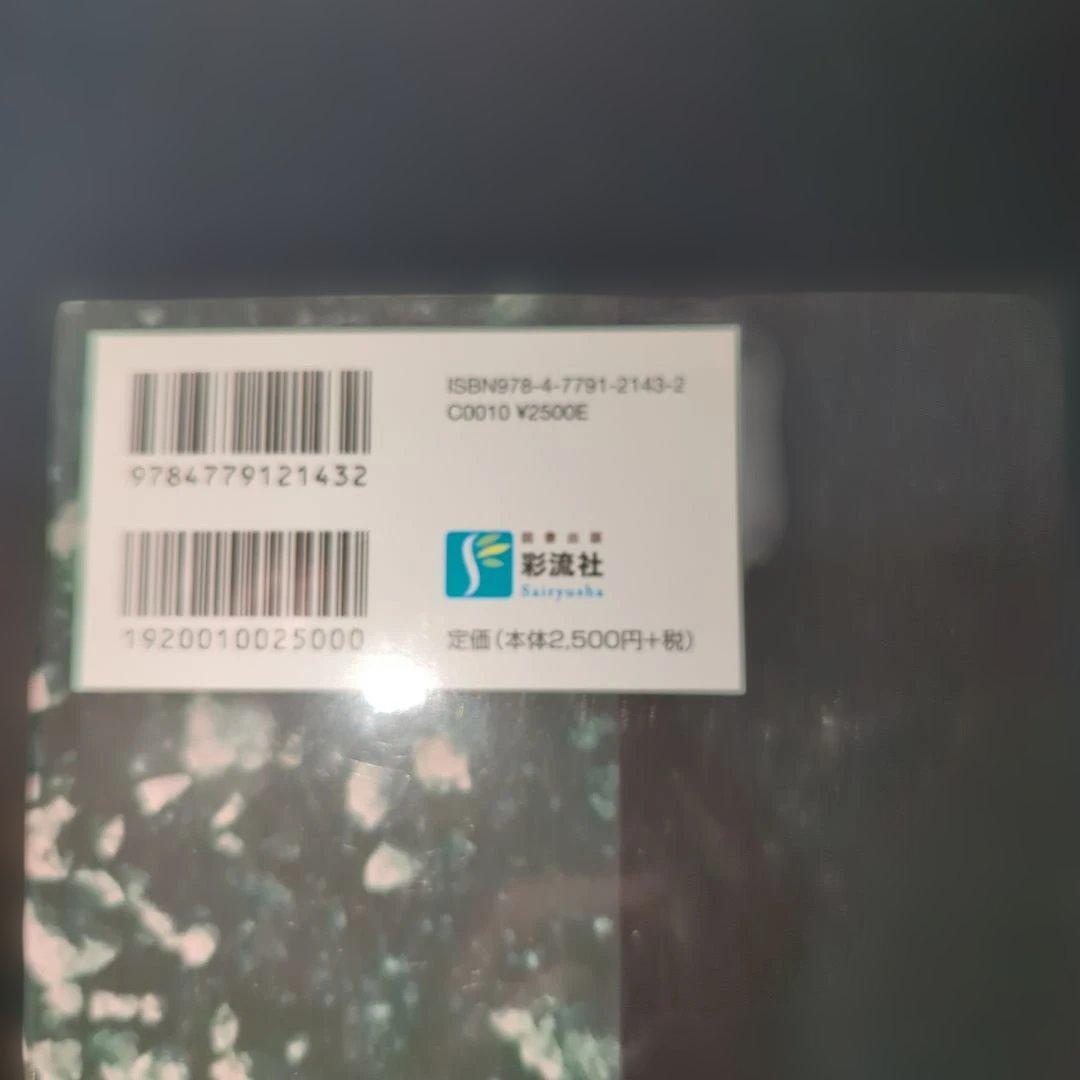 9784779121432
ISBN978-4-7791-2143-2
C0010 ¥2500E
1920010025000
図書出版
彩流社
Sairyusha
定価(本体2,500円+税)